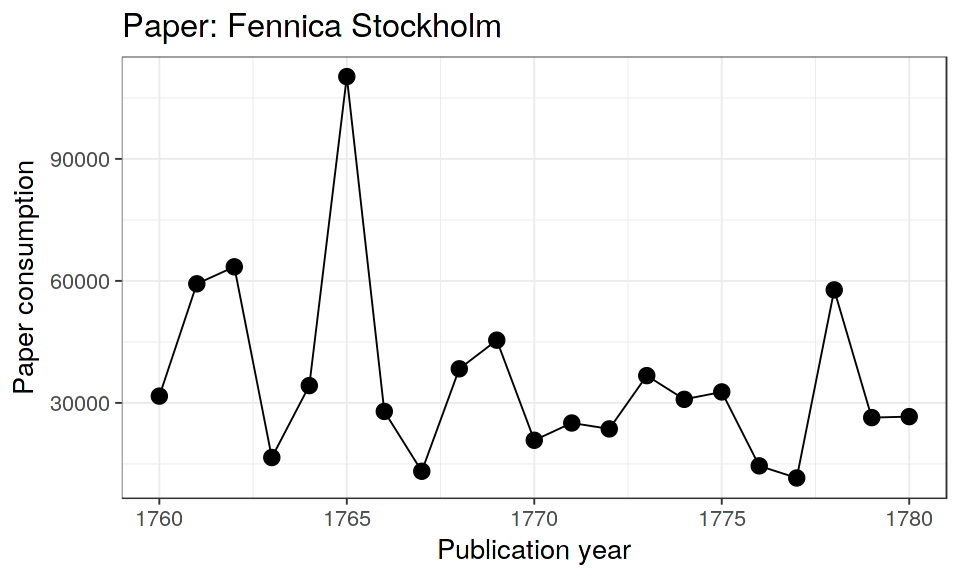 Paper: Fennica Stockholm
Paper consumption
90000
60000
30000
1760 1765 1770 1775 1780
Publication year